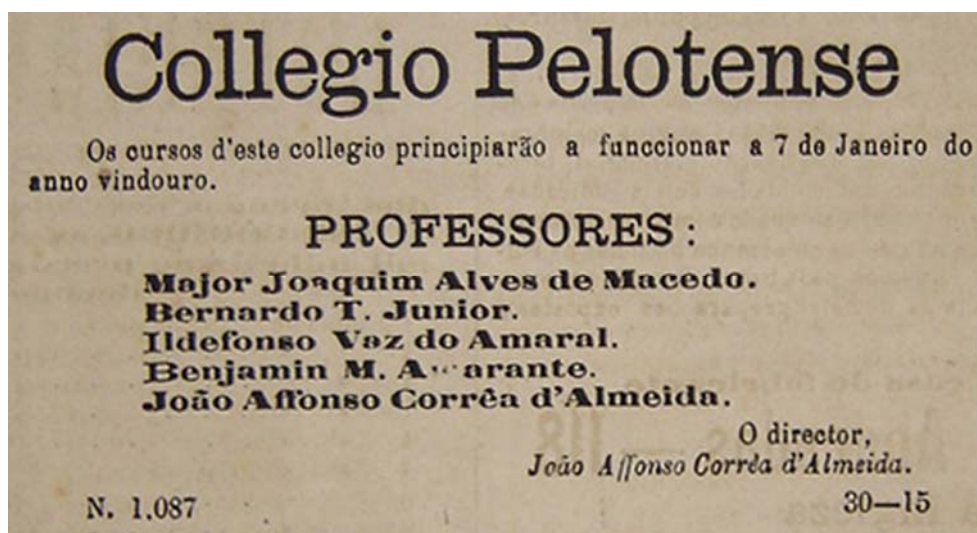 Collegio Pelotense
Os cursos d'este collegio principiarão a funccionar a 7 de Janeiro do
anno vindouro.
PROFESSORES:
Major Joaquim Alves de Macedo.
Bernardo T. Junior.
Ildefonso Vaz do Amaral.
Benjamin M.
João Affonso Corrêa d'Almeida.
O director,
João Affonso Corrêa d'Almeida.
N. 1.087
30—15